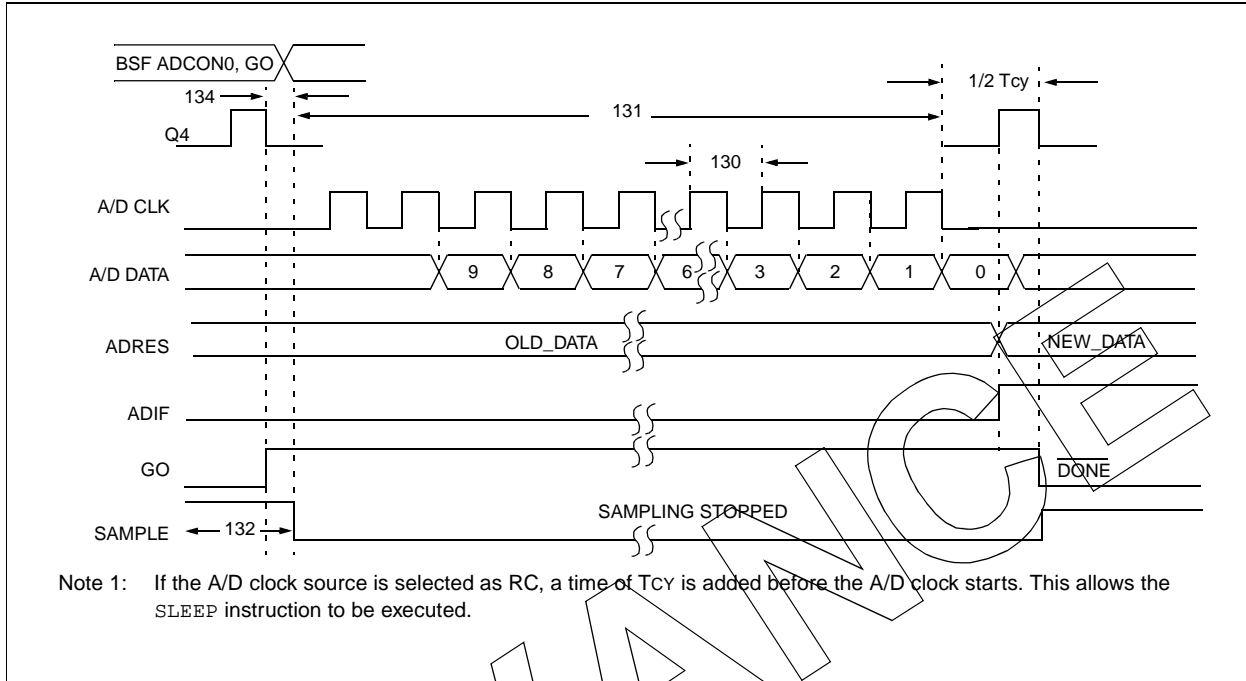 BSF ADCON0, GO
134
131
1/2 Tcy
Q4
130
A/D CLK
A/D DATA
9 8 7 6 3 2 1 0
ADRES
OLD_DATA
NEW_DATA
ADIF
GO
DONE
SAMPLE
132
SAMPLING STOPPED
Note 1: If the A/D clock source is selected as RC, a time of TCY is added before the A/D clock starts. This allows the
SLEEP instruction to be executed.